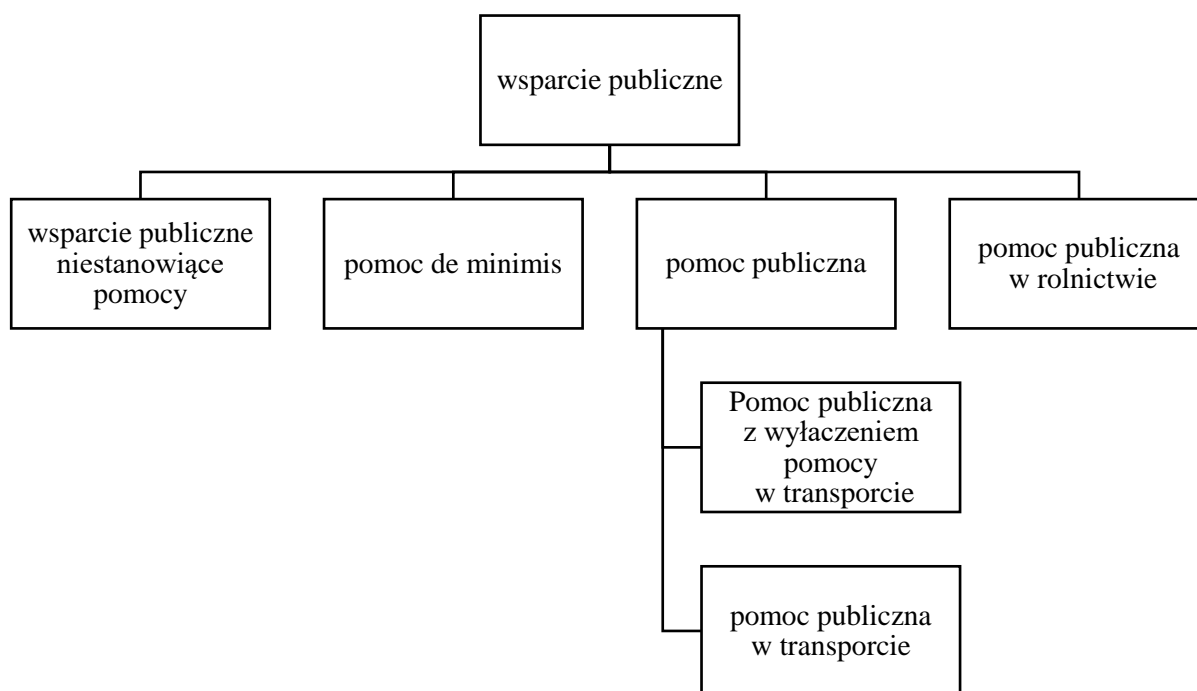 wsparcie publiczne
wsparcie publiczne
niestanowiące
pomocy
pomoc de minimis
pomoc publiczna
pomoc publiczna
w rolnictwie
Pomoc publiczna
z wyłaczeniem
pomocy
w transporcie
pomoc publiczna
w transporcie